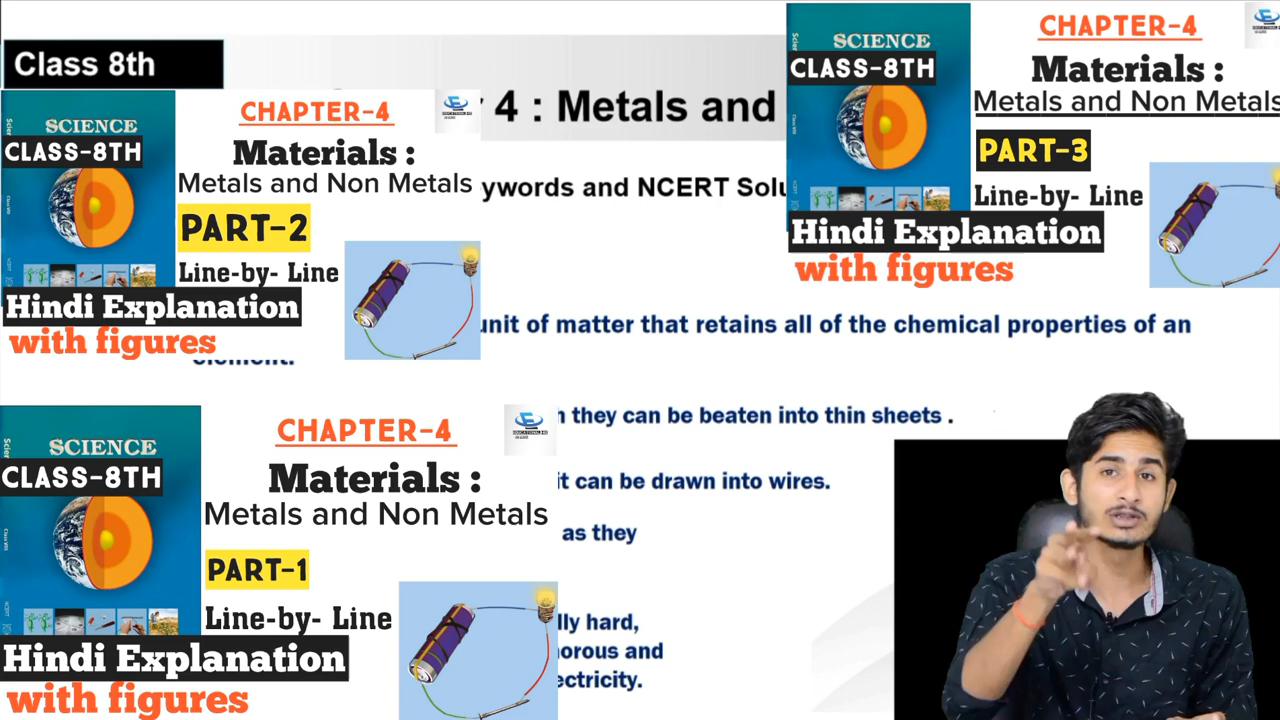 Class 8th
4 : Metals and
ywords and NCERT Solu
unit of matter that retains all of the chemical properties of an
element.
they can be beaten into thin sheets .
it can be drawn into wires.
as they
lly hard,
orous and
ectricity.
SCIENCE
CLASS-8TH
CHAPTER-4
Materials :
Metals and Non Metals
PART-2
Line-by- Line
Hindi Explanation
with figures
SCIENCE
CLASS-8TH
CHAPTER-4
Materials :
Metals and Non Metals
PART-3
Line-by- Line
Hindi Explanation
with figures
SCIENCE
CLASS-8TH
CHAPTER-4
Materials :
Metals and Non Metals
PART-1
Line-by- Line
Hindi Explanation
with figures